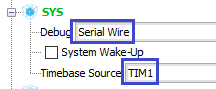 SYS
Debug Serial Wire
System Wake-Up
Timebase Source TIM1